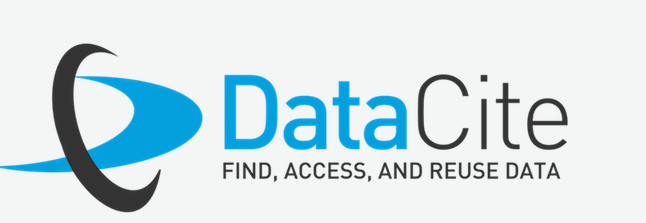 DataCite
FIND, ACCESS, AND REUSE DATA